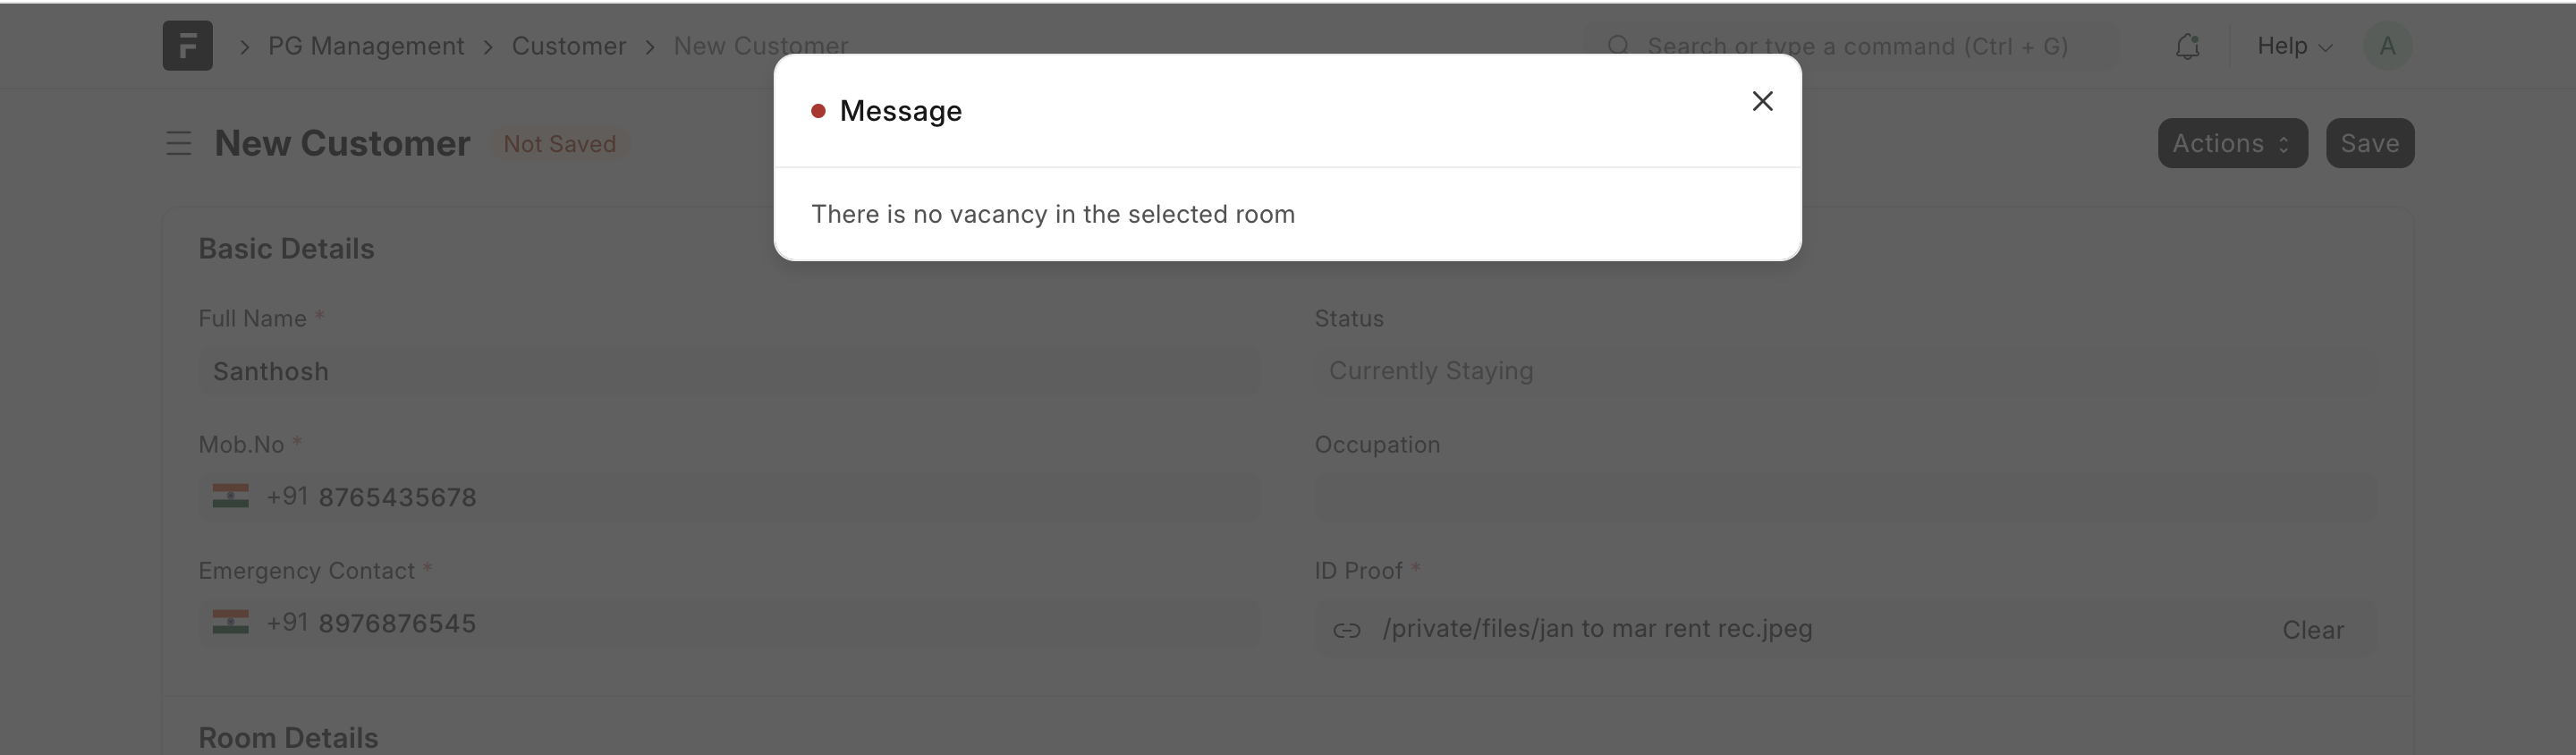 PG Management > Customer > New Customer
Search or type a command (Ctrl + G)
Help
A
Message
There is no vacancy in the selected room
New Customer
Not Saved
Actions
Save
Basic Details
Full Name *
Santhosh
Status
Currently Staying
Mob.No *
+91 8765435678
Occupation
Emergency Contact *
+91 8976876545
ID Proof *
/private/files/jan to mar rent rec.jpeg
Clear
Room Details